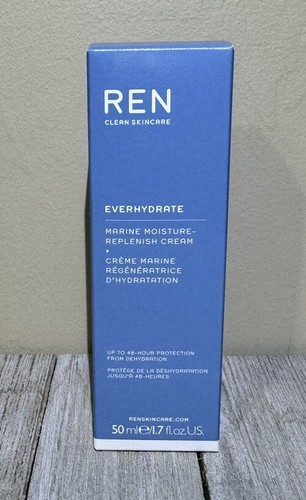 REN
CLEAN SKINCARE
EVERHYDRATE
MARINE MOISTURE-
REPLENISH CREAM
•
CRÈME MARINE
RÉGÉNÉRATRICE
D'HYDRATATION
UP TO 48-HOUR PROTECTION
FROM DEHYDRATION
PROTÈGE DE LA DÉSHYDRATATION
JUSQU'À 48-HEURES
RENSKINCARE.COM
50 ml ℮/1.7 fl.oz.US.